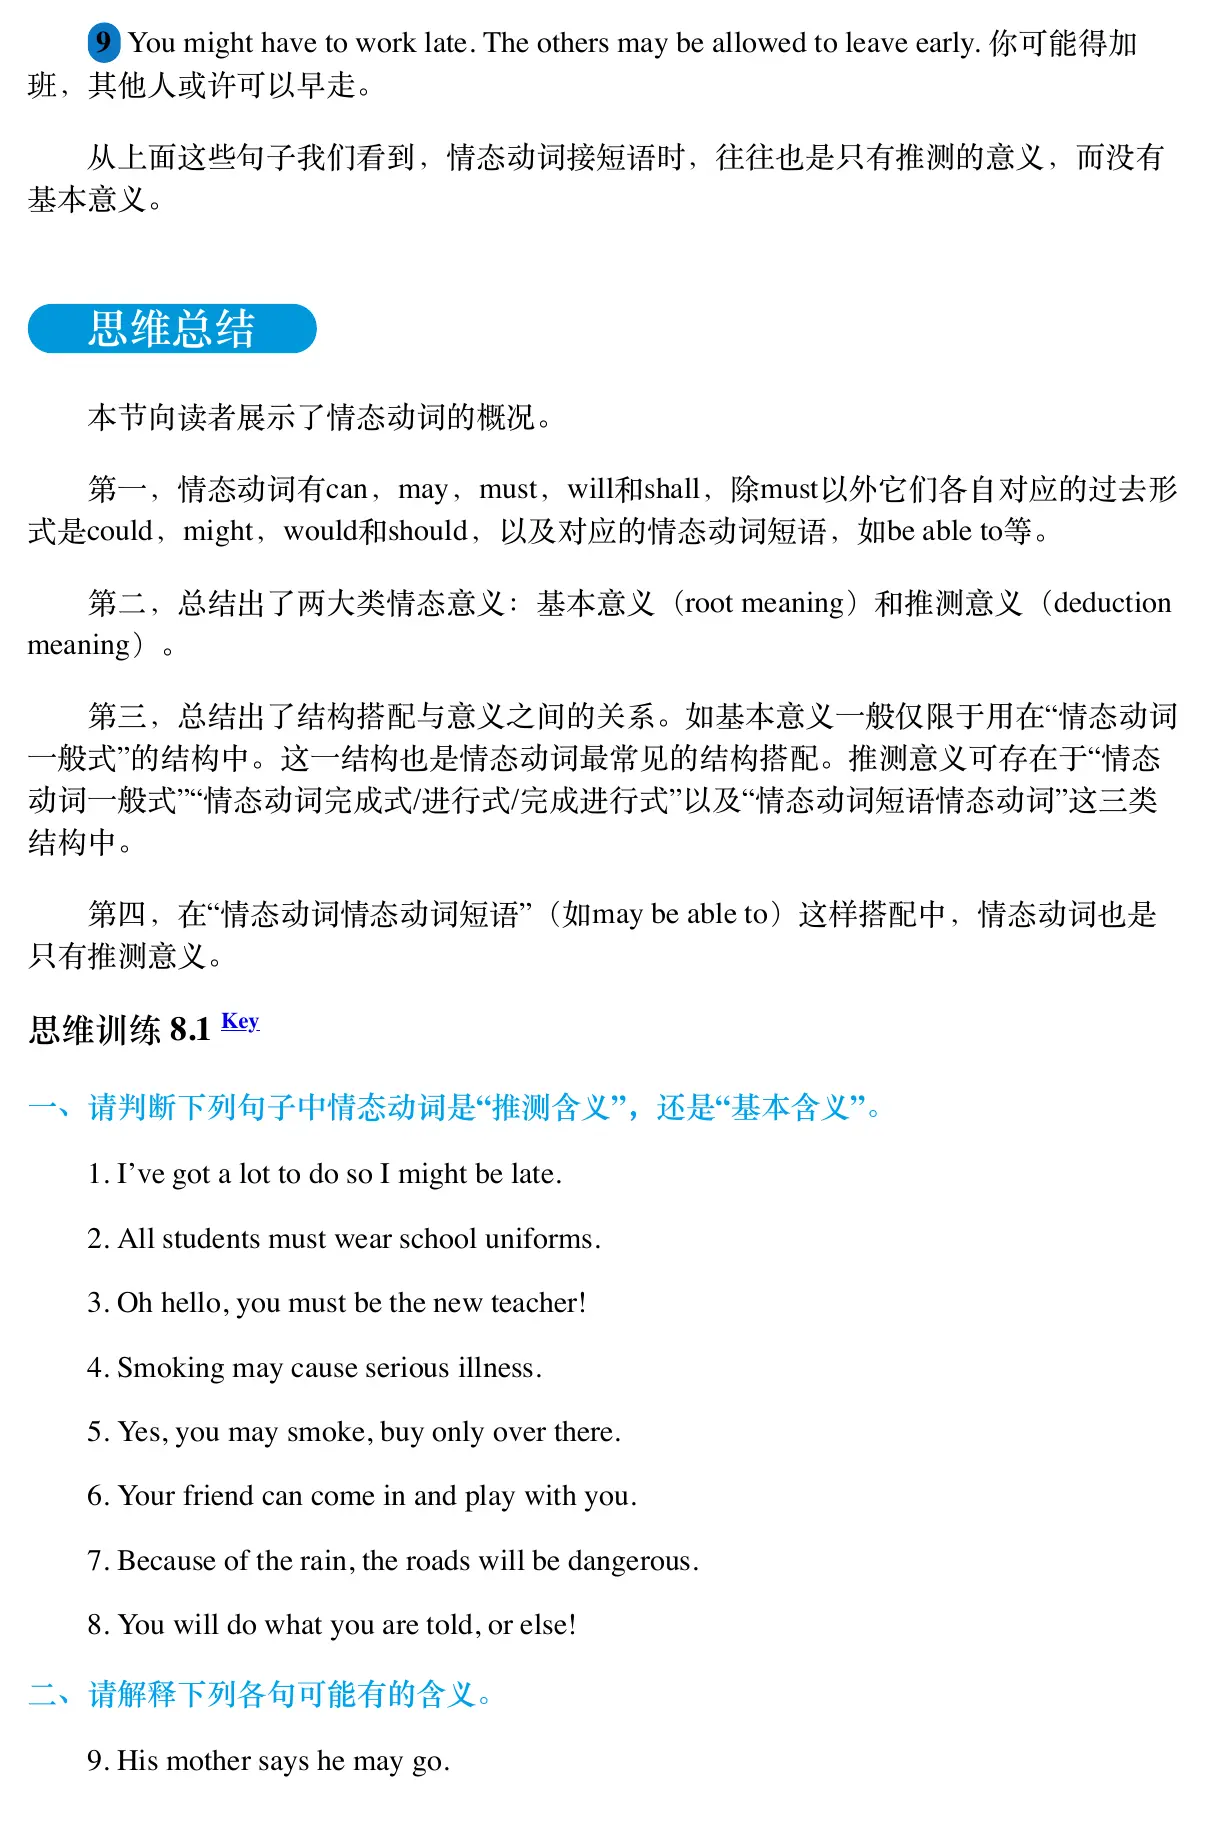 9 You might have to work late. The others may be allowed to leave early. 你可能得加
班，其他人或许可以早走。
从上面这些句子我们看到，情态动词接短语时，往往也是只有推测的意义，而没有
基本意义。
思维总结
本节向读者展示了情态动词的概况。
第一，情态动词有can，may，must，will和shall，除must以外它们各自对应的过去形
式是could，might，would和should，以及对应的情态动词短语，如be able to等。
第二，总结出了两大类情态意义：基本意义（root meaning）和推测意义（deduction
meaning）。
第三，总结出了结构搭配与意义之间的关系。如基本意义一般仅限于用在“情态动词
一般式”的结构中。这一结构也是情态动词最常见的结构搭配。推测意义可存在于“情态
动词一般式”“情态动词完成式/进行式/完成进行式”以及“情态动词短语情态动词”这三类
结构中。
第四，在“情态动词情态动词短语”（如may be able to）这样搭配中，情态动词也是
只有推测意义。
思维训练 8.1 Key
一、请判断下列句子中情态动词是“推测含义”，还是“基本含义”。
1. I’ve got a lot to do so I might be late.
2. All students must wear school uniforms.
3. Oh hello, you must be the new teacher!
4. Smoking may cause serious illness.
5. Yes, you may smoke, buy only over there.
6. Your friend can come in and play with you.
7. Because of the rain, the roads will be dangerous.
8. You will do what you are told, or else!
二、请解释下列各句可能有的含义。
9. His mother says he may go.